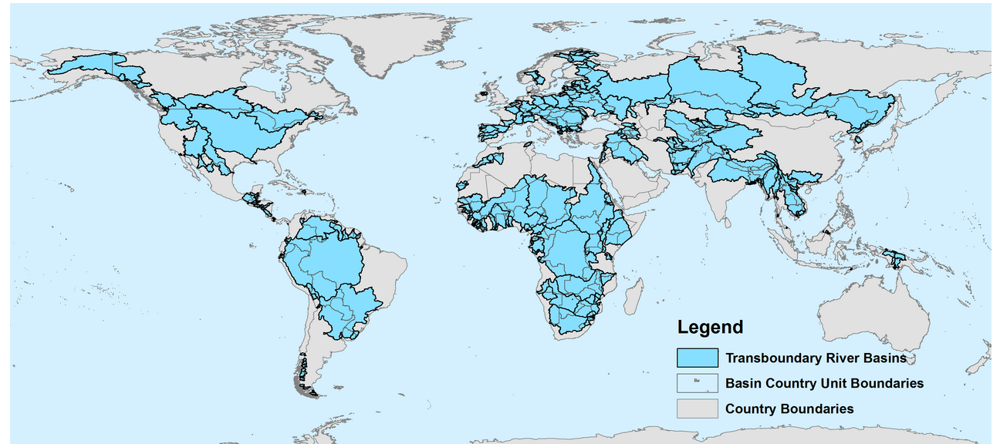 Legend
Transboundary River Basins
Basin Country Unit Boundaries
Country Boundaries